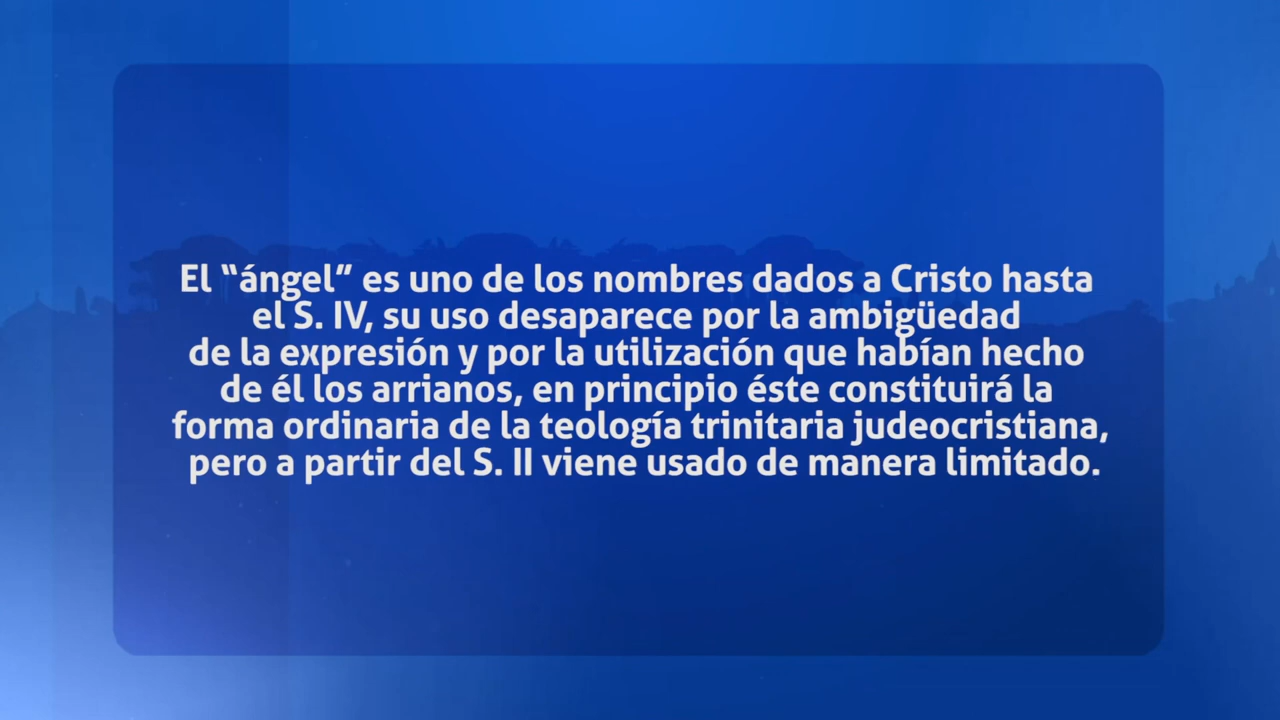 El “ángel” es uno de los nombres dados a Cristo hasta
el S. IV, su uso desaparece por la ambigüedad
de la expresión y por la utilización que habían hecho
de él los arrianos, en principio éste constituirá la
forma ordinaria de la teología trinitaria judeocristiana,
pero a partir del S. II viene usado de manera limitado.